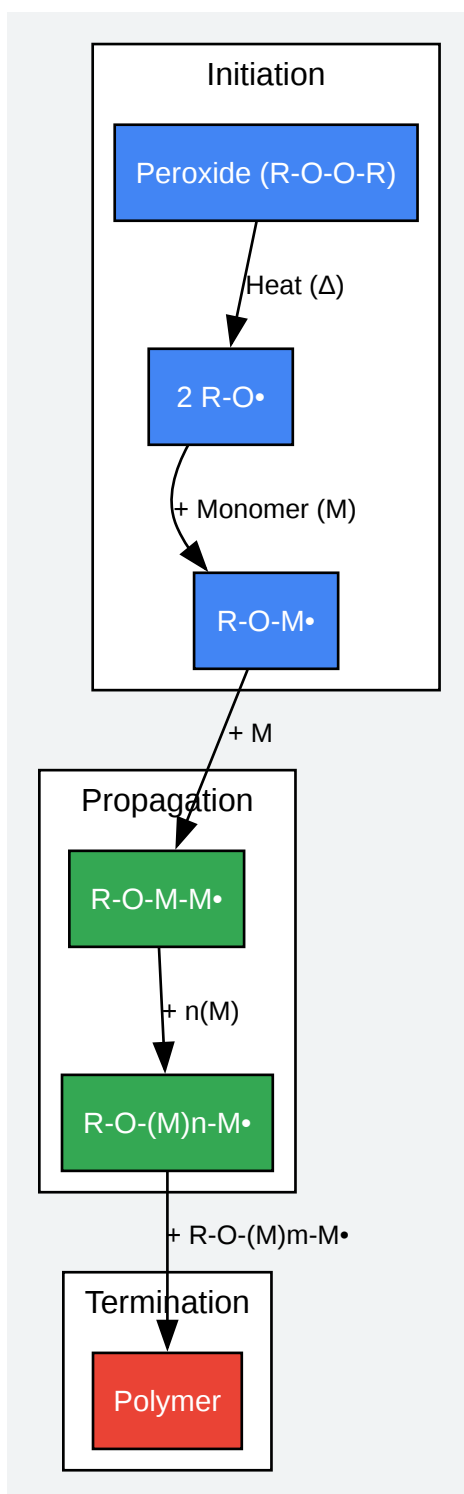 Initiation
Peroxide (R-O-O-R)
Heat (Δ)
2 R-O•
+ Monomer (M)
R-O-M•
+ M
Propagation
R-O-M-M•
+ n(M)
R-O-(M)n-M•
+ R-O-(M)m-M•
Termination
Polymer